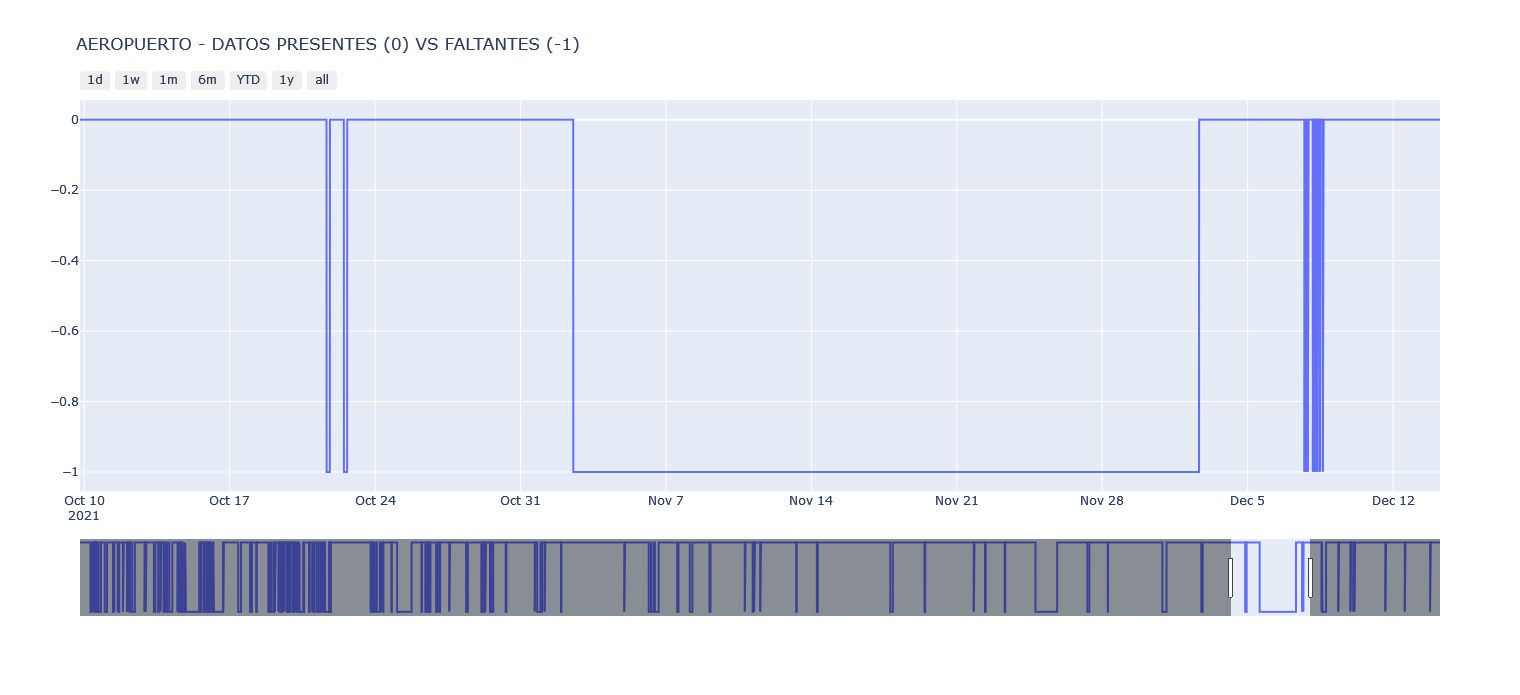 AEROPUERTO - DATOS PRESENTES (0) VS FALTANTES (-1)
1d 1w 1m 6m YTD 1y all
0
−0.2
−0.4
−0.6
−0.8
−1
Oct 10 Oct 17 Oct 24 Oct 31 Nov 7 Nov 14 Nov 21 Nov 28 Dec 5 Dec 12
2021